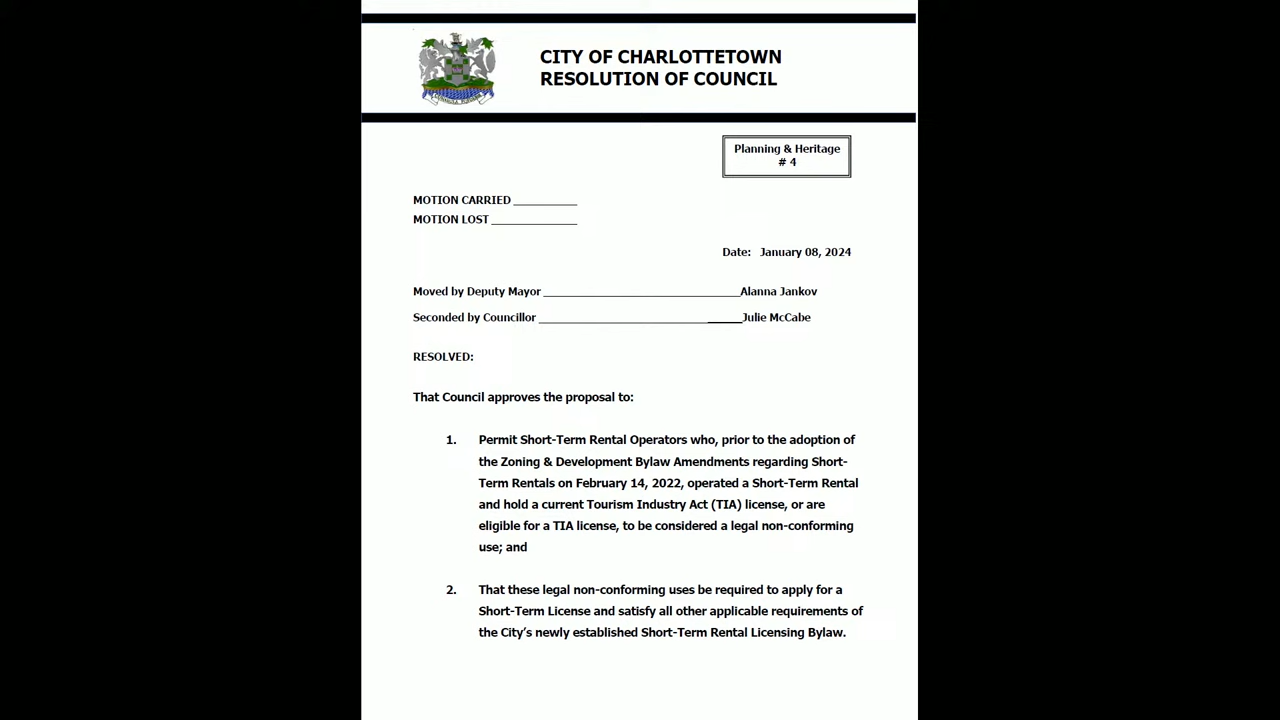 CITY OF CHARLOTTETOWN
RESOLUTION OF COUNCIL
Planning & Heritage
# 4
MOTION CARRIED __________
MOTION LOST _____________
Date: January 08, 2024
Moved by Deputy Mayor ______________________________Alanna Jankov
Seconded by Councillor _______________________________Julie McCabe
RESOLVED:
That Council approves the proposal to:
1. Permit Short-Term Rental Operators who, prior to the adoption of
the Zoning & Development Bylaw Amendments regarding Short-
Term Rentals on February 14, 2022, operated a Short-Term Rental
and hold a current Tourism Industry Act (TIA) license, or are
eligible for a TIA license, to be considered a legal non-conforming
use; and
2. That these legal non-conforming uses be required to apply for a
Short-Term License and satisfy all other applicable requirements of
the City’s newly established Short-Term Rental Licensing Bylaw.